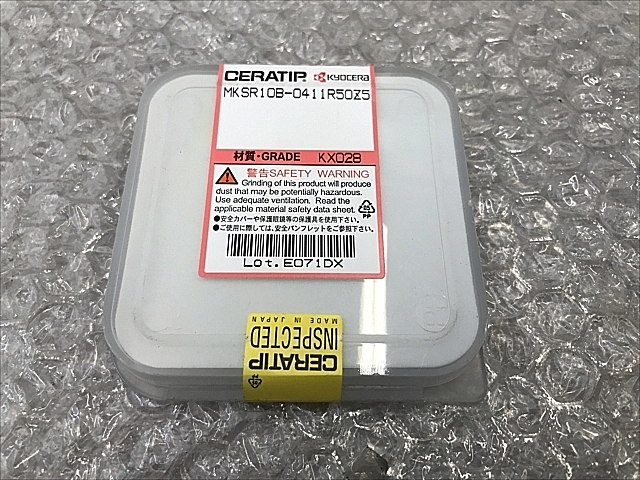 CERATIP KYOCERA
MKSR10B-0411R50Z5
材質・GRADE KX028
警告SAFETY WARNING
Grinding of this product will produce
dust that may be potentially hazardous.
Use adequate ventilation. Read the
applicable material safety data sheet.
PP
●安全カバーや保護眼鏡等の保護具を使用下さい。
●ご使用に際しては、安全パンフレットをご参照下さい。
Lot.E071DX
CERATIP
INSPECTED
MADE IN JAPAN